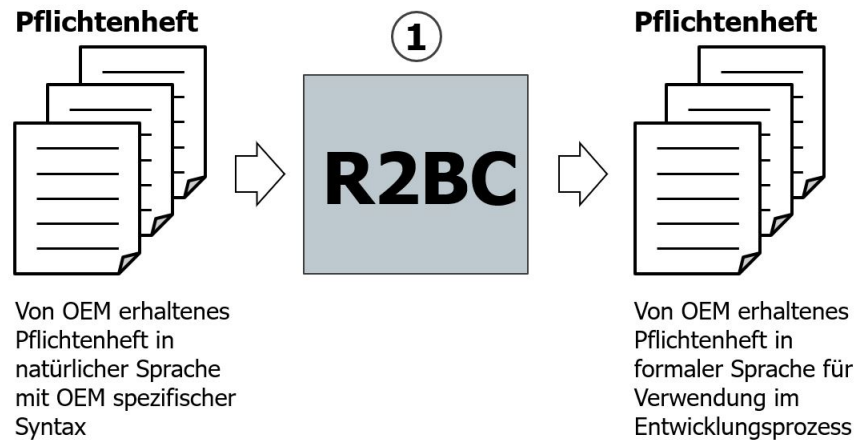 Pflichtenheft
1
R2BC
Pflichtenheft
Von OEM erhaltenes
Pflichtenheft in
natürlicher Sprache
mit OEM spezifischer
Syntax
Von OEM erhaltenes
Pflichtenheft in
formaler Sprache für
Verwendung im
Entwicklungsprozess